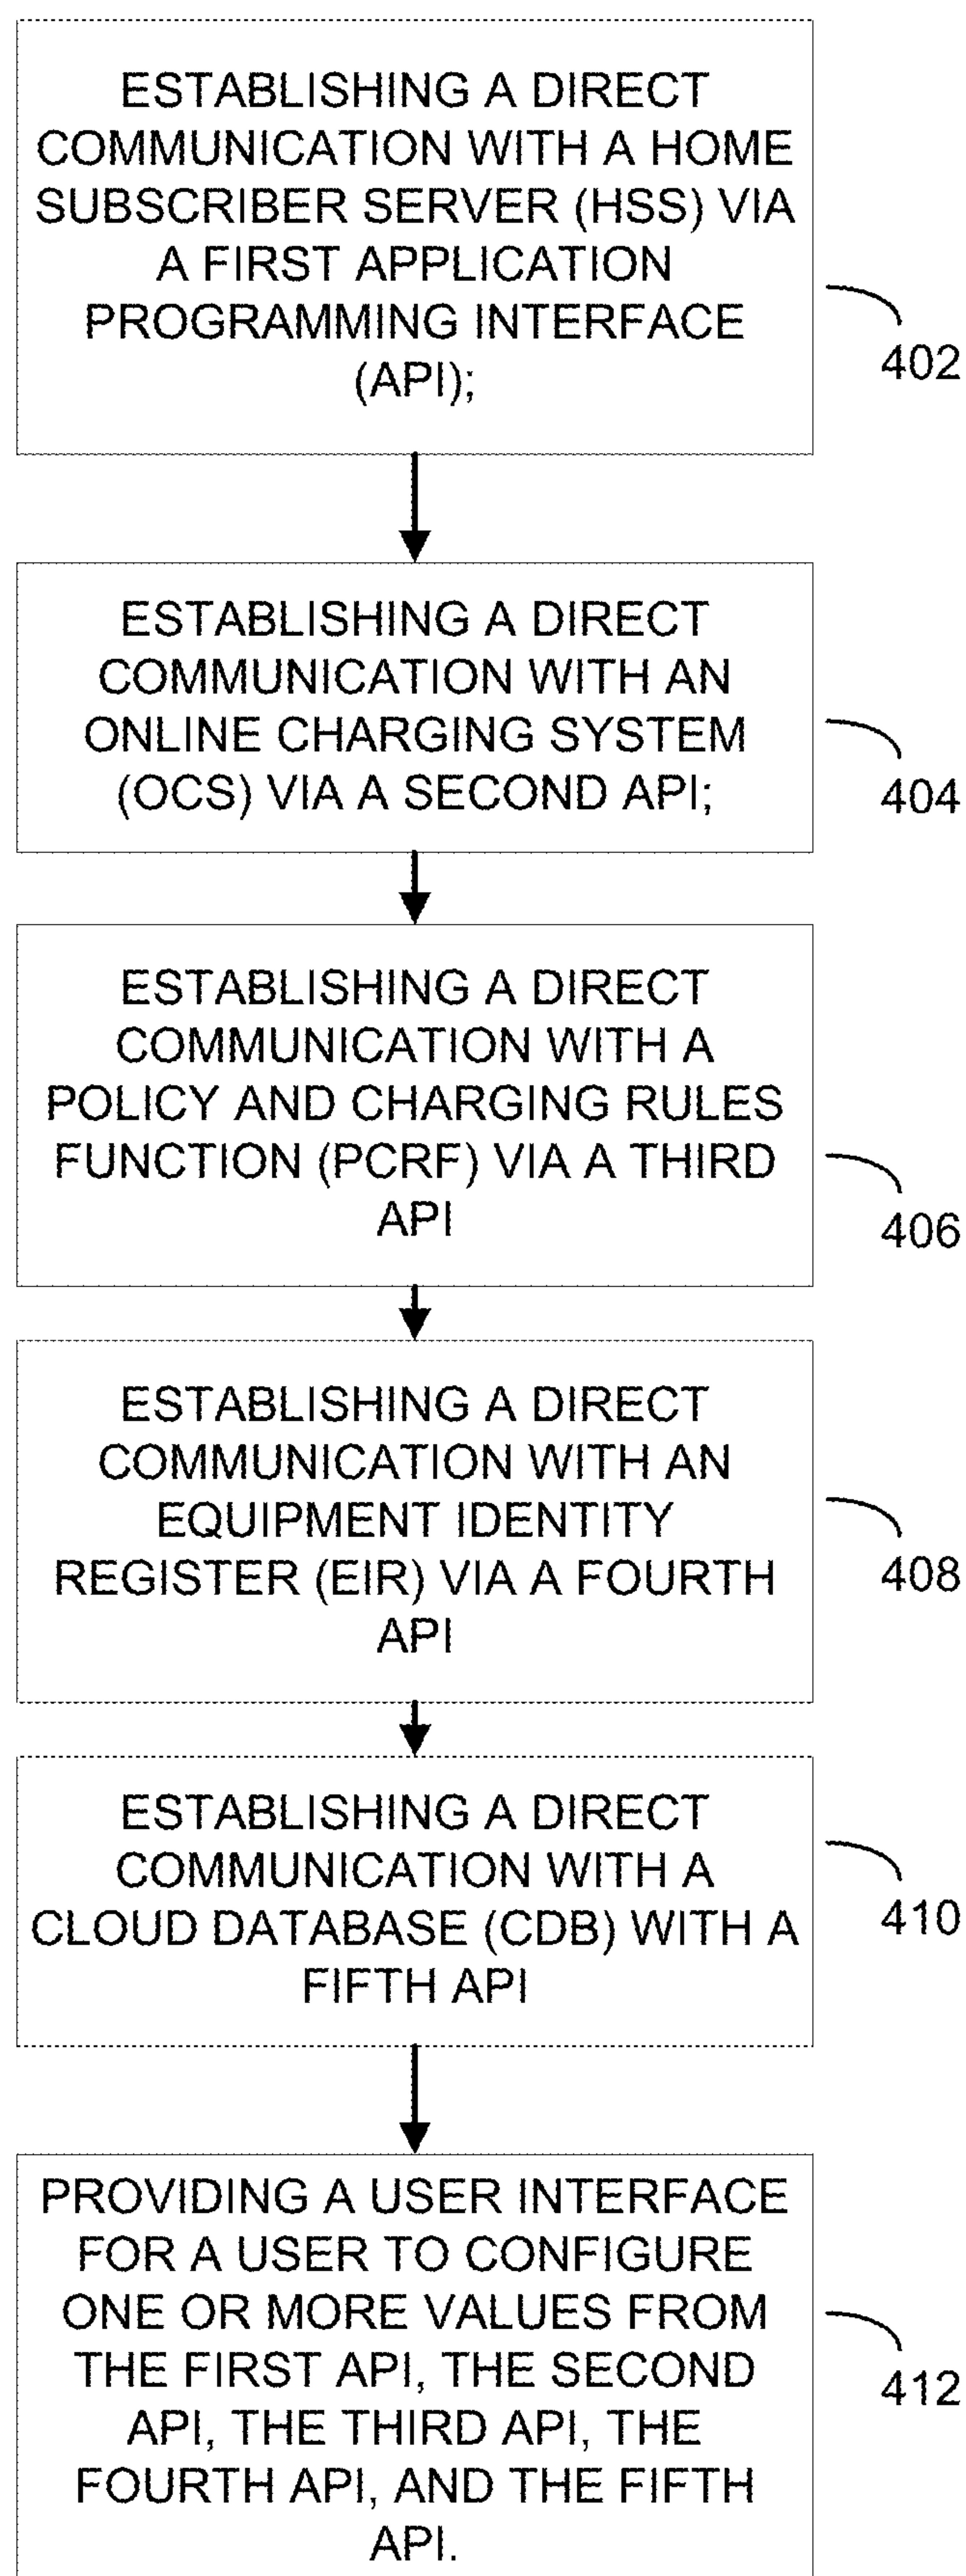 ESTABLISHING A DIRECT
COMMUNICATION WITH A HOME
SUBSCRIBER SERVER (HSS) VIA
A FIRST APPLICATION
PROGRAMMING INTERFACE
(API);
402
ESTABLISHING A DIRECT
COMMUNICATION WITH AN
ONLINE CHARGING SYSTEM
(OCS) VIA A SECOND API;
404
ESTABLISHING A DIRECT
COMMUNICATION WITH A
POLICY AND CHARGING RULES
FUNCTION (PCRF) VIA A THIRD
API
406
ESTABLISHING A DIRECT
COMMUNICATION WITH AN
EQUIPMENT IDENTITY
REGISTER (EIR) VIA A FOURTH
API
408
ESTABLISHING A DIRECT
COMMUNICATION WITH A
CLOUD DATABASE (CDB) WITH A
FIFTH API
410
PROVIDING A USER INTERFACE
FOR A USER TO CONFIGURE
ONE OR MORE VALUES FROM
THE FIRST API, THE SECOND
API, THE THIRD API, THE
FOURTH API, AND THE FIFTH
API.
412